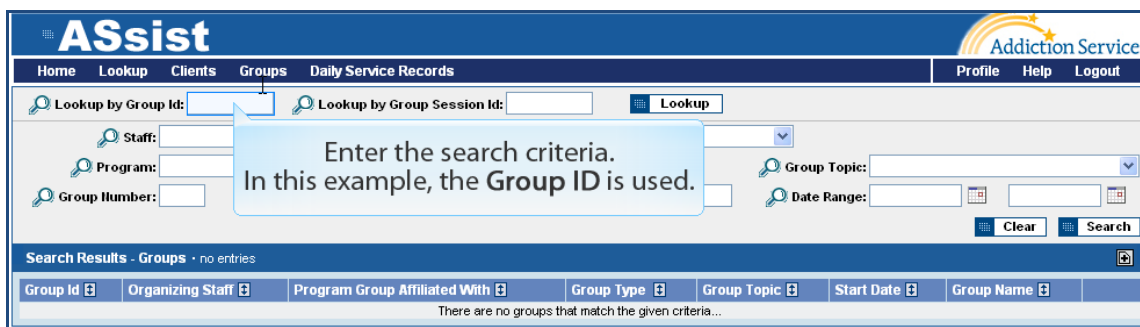 ASsist
Addiction Service
Home Lookup Clients Groups Daily Service Records Profile Help Logout
Lookup by Group Id: Lookup by Group Session Id: Lookup
Staff:
Enter the search criteria.
In this example, the Group ID is used.
Program: Group Topic:
Group Number: Date Range:
Clear Search
Search Results - Groups · no entries
Group Id Organizing Staff Program Group Affiliated With Group Type Group Topic Start Date Group Name
There are no groups that match the given criteria...